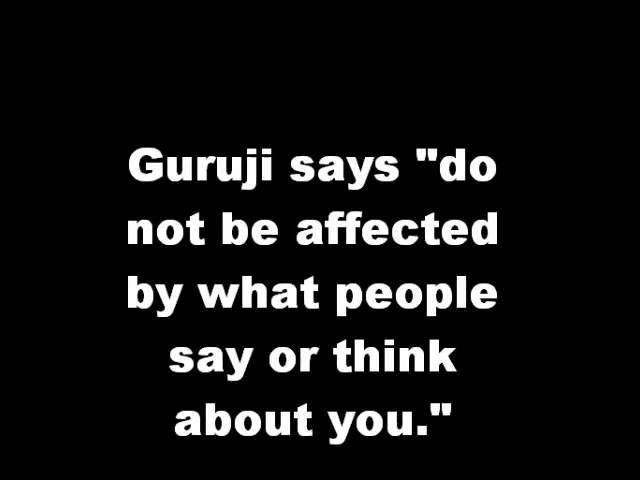 Guruji says "do
not be affected
by what people
say or think
about you."